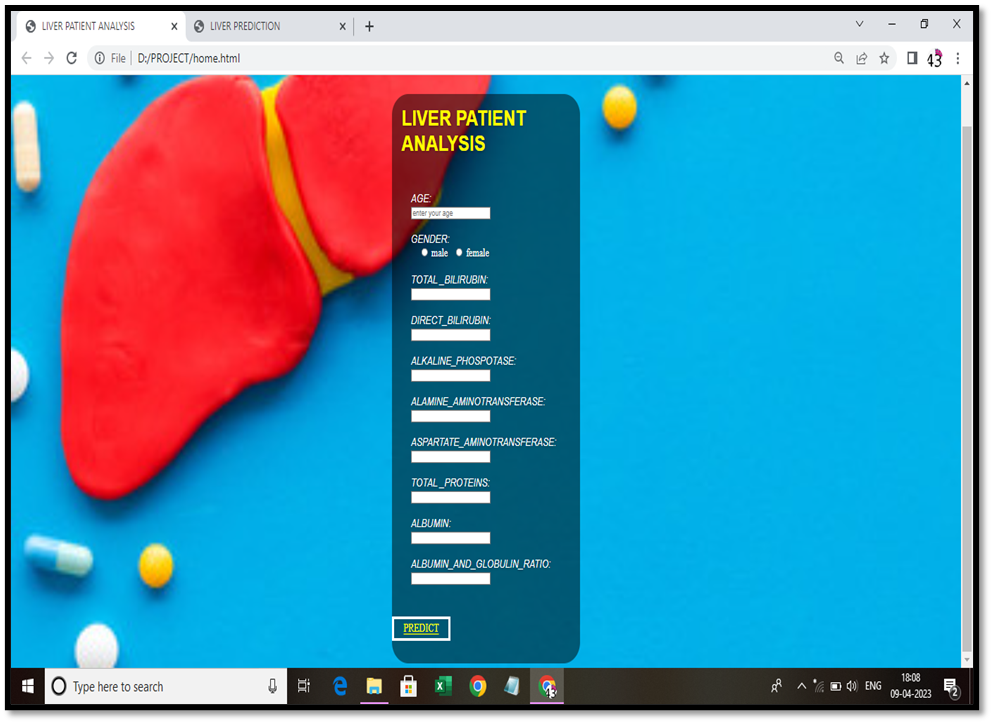 LIVER PATIENT ANALYSIS
LIVER PREDICTION
File
D:/PROJECT/home.html
43
LIVER PATIENT
ANALYSIS
AGE:
enter your age
GENDER:
male female
TOTAL_BILIRUBIN:
DIRECT_BILIRUBIN:
ALKALINE_PHOSPOTASE:
ALAMINE_AMINOTRANSFERASE:
ASPARTATE_AMINOTRANSFERASE:
TOTAL_PROTEINS:
ALBUMIN:
ALBUMIN_AND_GLOBULIN_RATIO:
PREDICT
Type here to search
ENG
18:08
09-04-2023
2